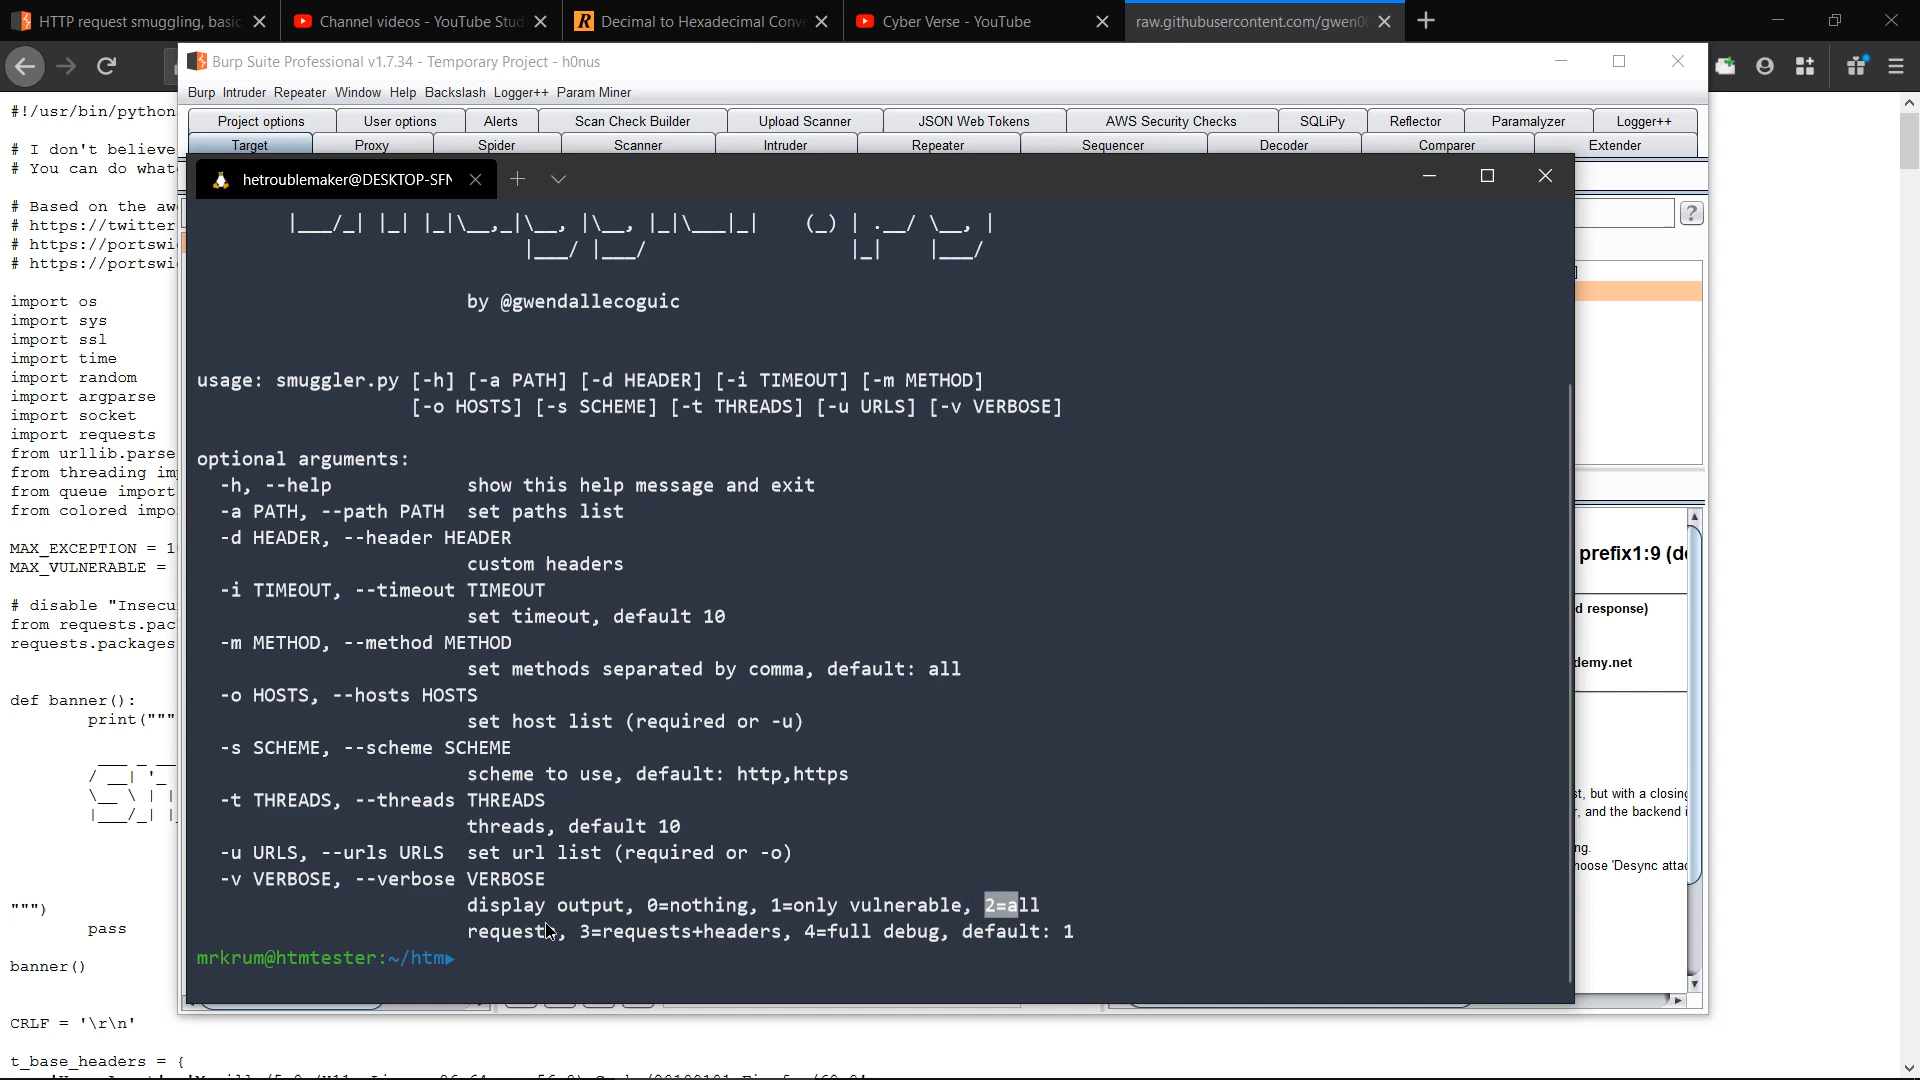 HTTP request smuggling, basic
Channel videos - YouTube Stud
Decimal to Hexadecimal Conve
Cyber Verse - YouTube
raw.githubusercontent.com/gwen00
Burp Suite Professional v1.7.34 - Temporary Project - h0nus
Burp Intruder Repeater Window Help Backslash Logger++ Param Miner
Project options User options Alerts Scan Check Builder Upload Scanner JSON Web Tokens AWS Security Checks SQLiPy Reflector Paramalyzer Logger++
Target Proxy Spider Scanner Intruder Repeater Sequencer Decoder Comparer Extender
hetroublemaker@DESKTOP-SFN
|___/_| |_| |_|\__,_|\__, |\__, |_|\___|_|    (_) | .__/ \__, |
|___/ |___/                     |_|    |___/
by @gwendallecoguic
usage: smuggler.py [-h] [-a PATH] [-d HEADER] [-i TIMEOUT] [-m METHOD]
[-o HOSTS] [-s SCHEME] [-t THREADS] [-u URLS] [-v VERBOSE]
optional arguments:
-h, --help show this help message and exit
-a PATH, --path PATH set paths list
-d HEADER, --header HEADER
custom headers
-i TIMEOUT, --timeout TIMEOUT
set timeout, default 10
-m METHOD, --method METHOD
set methods separated by comma, default: all
-o HOSTS, --hosts HOSTS
set host list (required or -u)
-s SCHEME, --scheme SCHEME
scheme to use, default: http,https
-t THREADS, --threads THREADS
threads, default 10
-u URLS, --urls URLS set url list (required or -o)
-v VERBOSE, --verbose VERBOSE
display output, 0=nothing, 1=only vulnerable, 2=all
requests, 3=requests+headers, 4=full debug, default: 1
mrkrum@htmtester:~/htm
#!/usr/bin/python
# I don't believe
# You can do what
# Based on the aw
# https://twitter
# https://portswi
# https://portswi
import os
import sys
import ssl
import time
import random
import argparse
import socket
import requests
from urllib.parse
from threading im
from queue import
from colored impo
MAX_EXCEPTION = 1
MAX_VULNERABLE =
# disable "Insecu
from requests.pac
requests.packages
def banner():
print("""
""")
pass
banner()
CRLF = '\r\n'
t_base_headers = {
?
prefix1:9 (de
d response)
demy.net
st, but with a closing
, and the backend i
ng.
hoose 'Desync attac